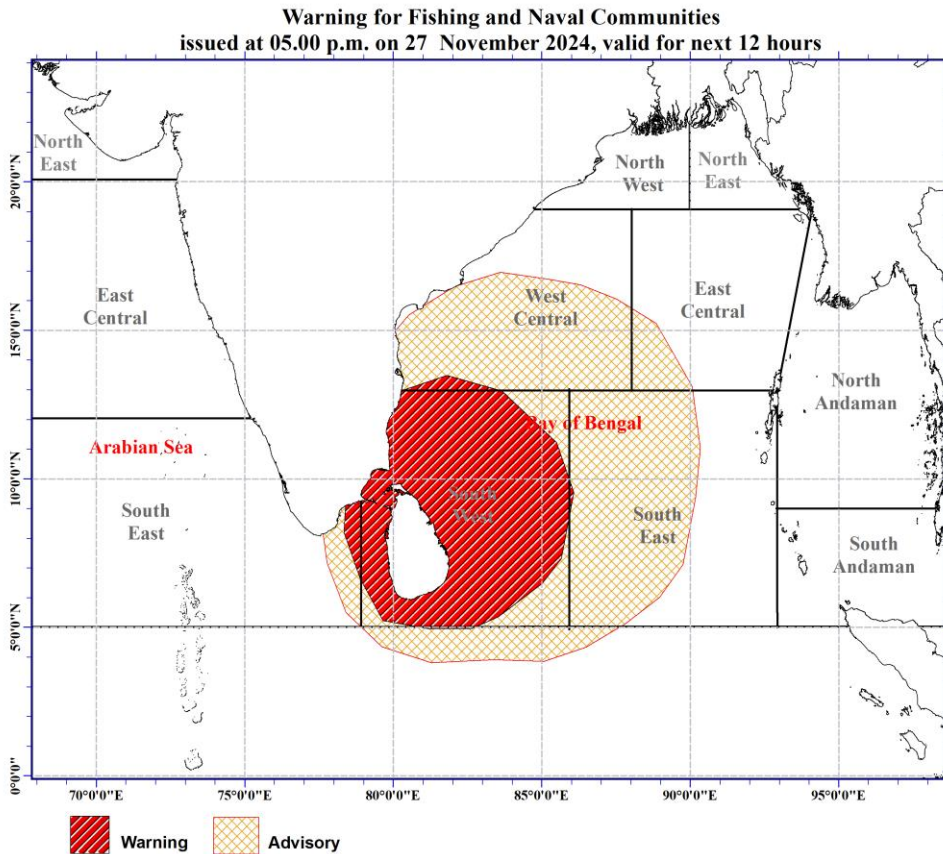 Warning for Fishing and Naval Communities
issued at 05.00 p.m. on 27 November 2024, valid for next 12 hours
North
East
North
West
North
East
20°0'0"N
East
Central
West
Central
East
Central
15°0'0"N
North
Andaman
Arabian Sea
Bay of Bengal
10°0'0"N
South
East
South
West
South
East
South
Andaman
5°0'0"N
0°0'0"
70°0'0"E
75°0'0"E
80°0'0"E
85°0'0"E
90°0'0"E
95°0'0"E
Warning
Advisory